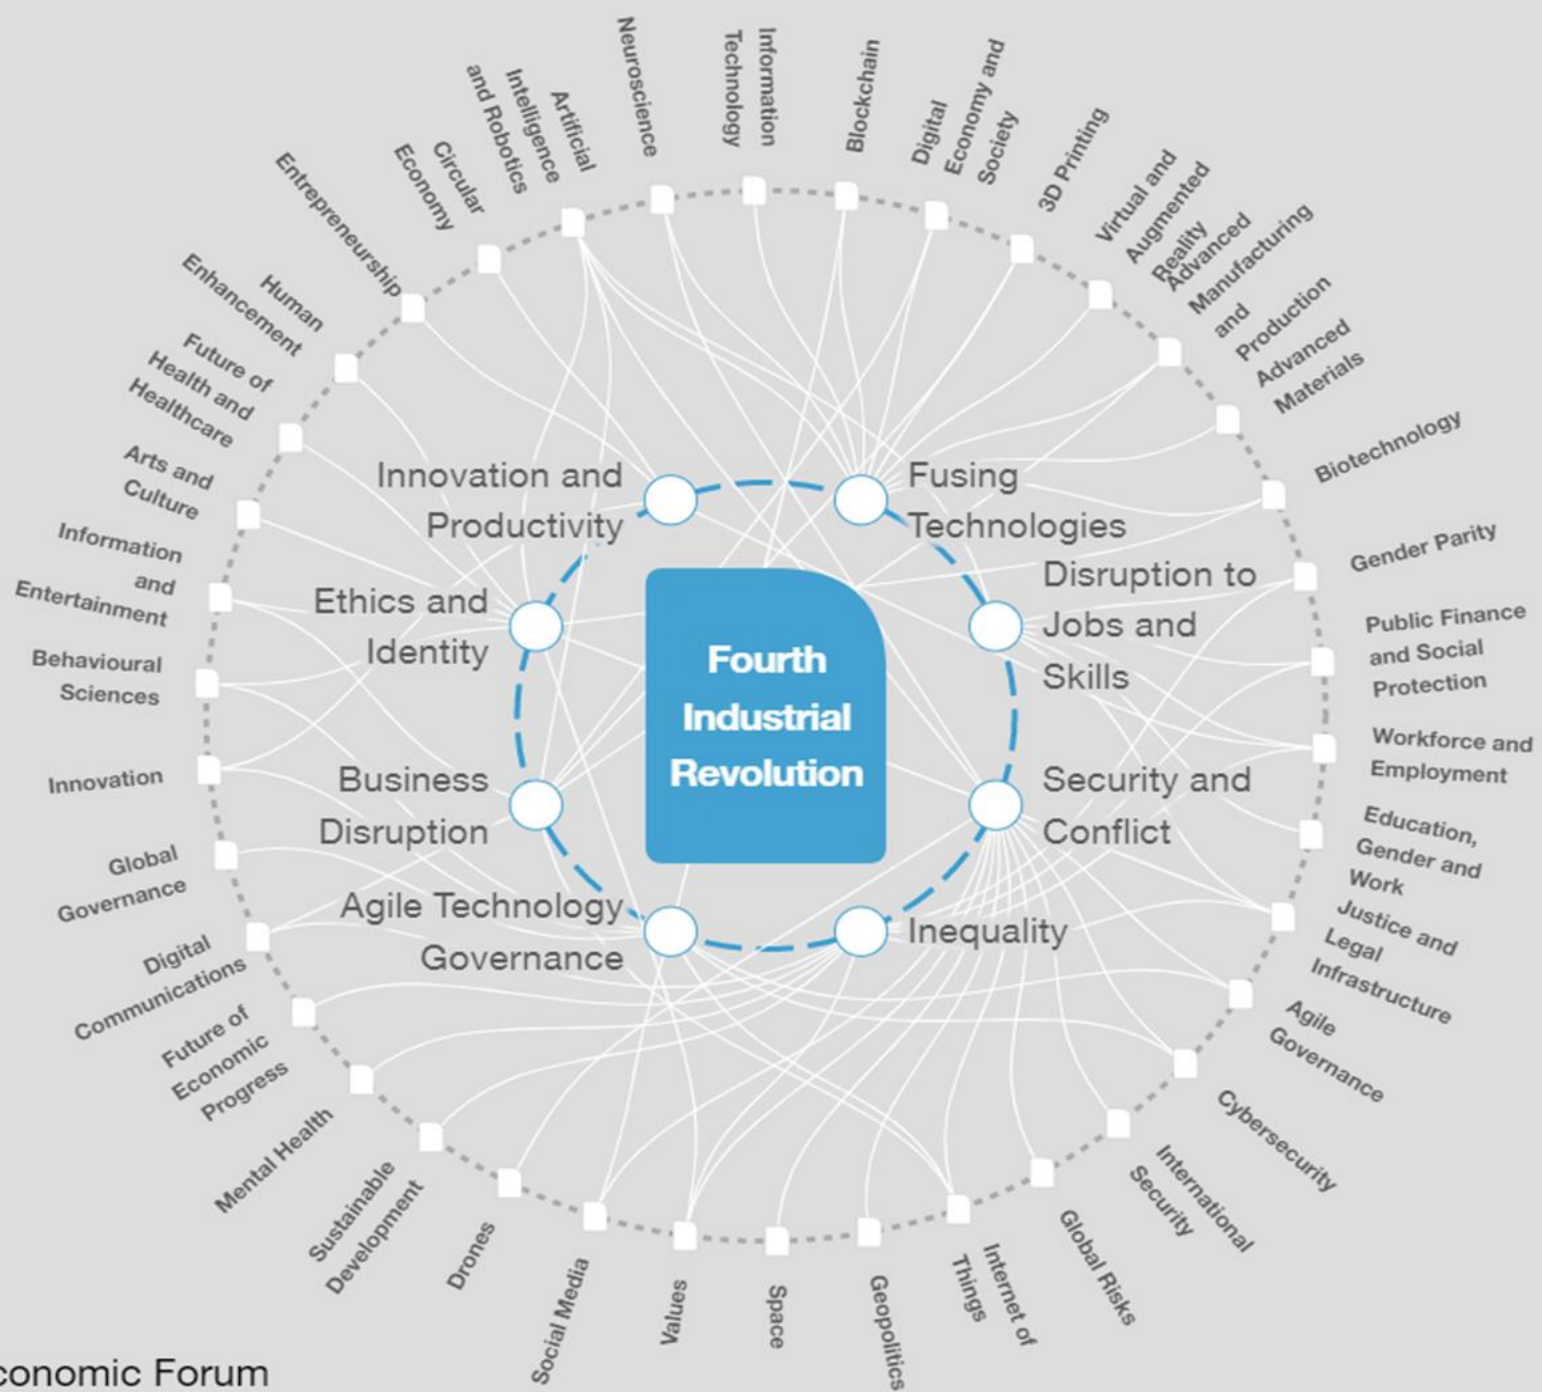 Neuroscience
Information
Technology
Blockchain
Digital
Economy and
Society
3D Printing
Virtual and
Augmented
Reality
Advanced
Manufacturing
and
Production
Advanced
Materials
Biotechnology
Gender Parity
Public Finance
and Social
Protection
Workforce and
Employment
Education,
Gender and
Work
Justice and
Legal
Infrastructure
Agile
Governance
Cybersecurity
International
Security
Global Risks
Internet of
Things
Geopolitics
Space
Values
Social Media
Drones
Sustainable
Development
Mental Health
Future of
Economic
Progress
Digital
Communications
Global
Governance
Innovation
Behavioural
Sciences
Information
and
Entertainment
Arts and
Culture
Future of
Health and
Healthcare
Human
Enhancement
Entrepreneurship
Circular
Economy
Artificial
Intelligence
and Robotics
Innovation and
Productivity
Fusing
Technologies
Disruption to
Jobs and
Skills
Security and
Conflict
Inequality
Agile Technology
Governance
Business
Disruption
Ethics and
Identity
Fourth
Industrial
Revolution
conomic Forum